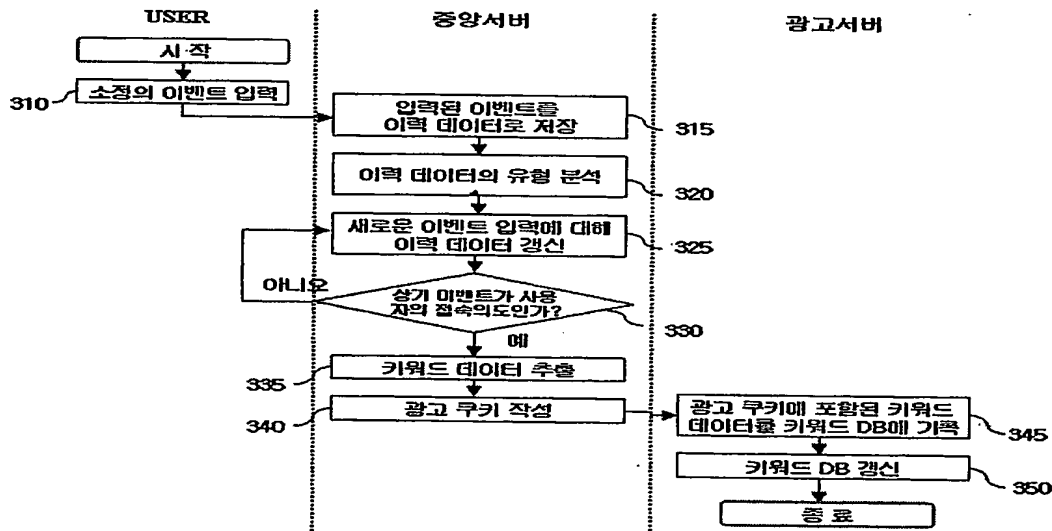 USER
중앙서버
광고서버
시작
310
소정의 이벤트 입력
입력된 이벤트를
이력 데이터로 저장
315
이력 데이터의 유형 분석
320
새로운 이벤트 입력에 대해
이력 데이터 갱신
325
아니오
상기 이벤트가 사용
자의 접속의도인가?
330
예
335
키워드 데이터 추출
340
광고 쿠키 작성
광고 쿠키에 포함된 키워드
데이터를 키워드 DB에 기록
345
키워드 DB 갱신
350
종료